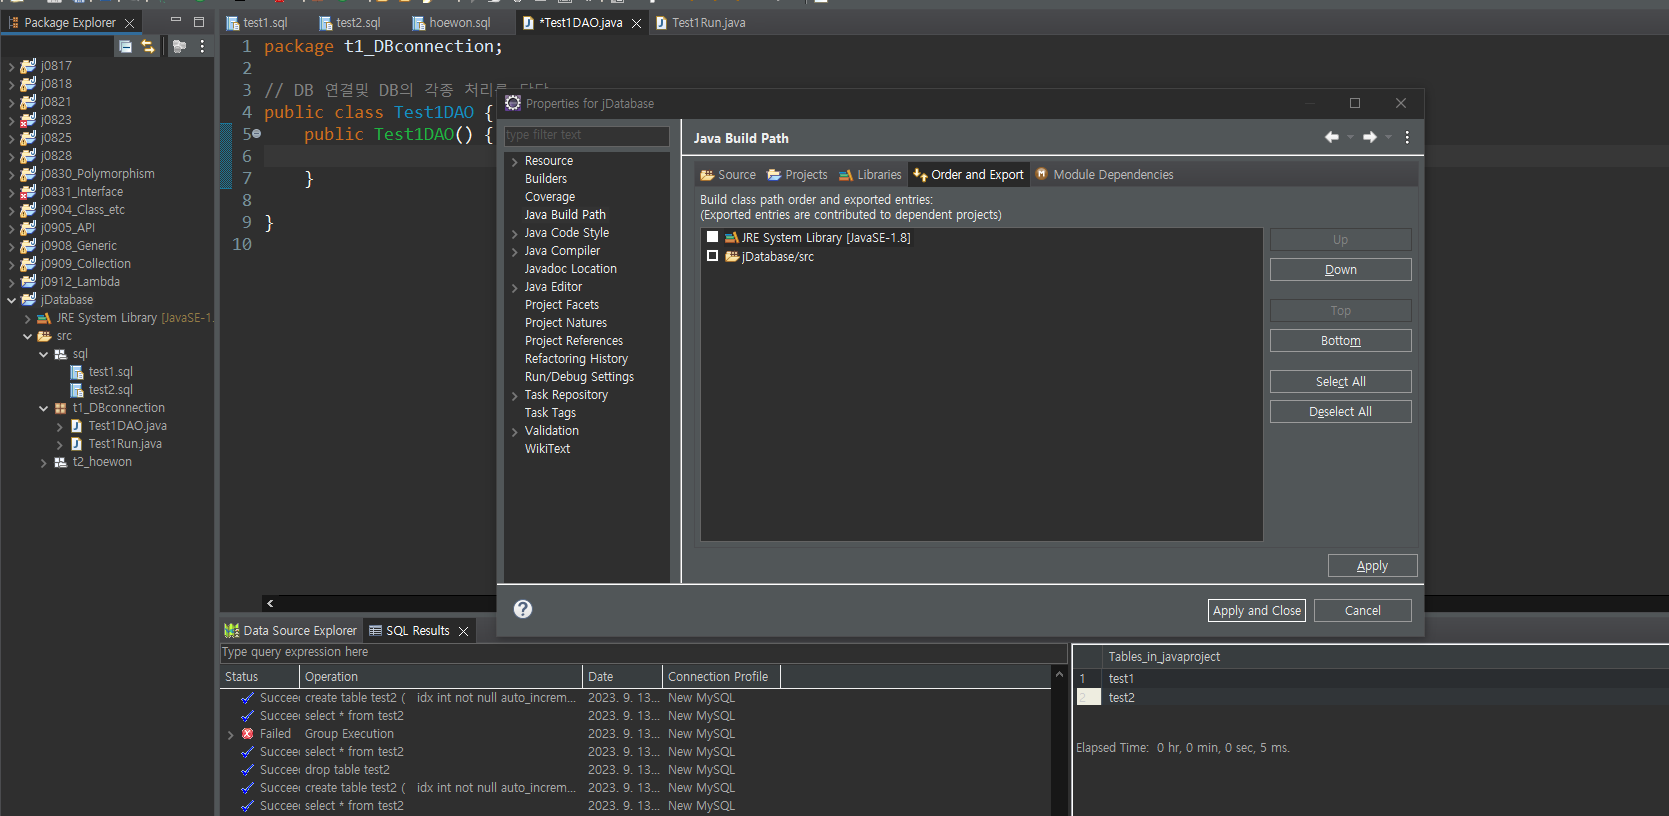 Package Explorer
test1.sql
test2.sql
hoewon.sql
*Test1DAO.java
Test1Run.java
j0817
j0818
j0821
j0823
j0825
j0828
j0830_Polymorphism
j0831_Interface
j0904_Class_etc
j0905_API
j0908_Generic
j0909_Collection
j0912_Lambda
jDatabase
JRE System Library [JavaSE-1.
src
sql
test1.sql
test2.sql
t1_DBconnection
Test1DAO.java
Test1Run.java
t2_hoewon
1 package t1_DBconnection;
2
3 // DB 연결및 DB의 각종 처리를
4 public class Test1DAO {
5 public Test1DAO() {
6
7 }
8
9 }
10
Properties for jDatabase
type filter text
Resource
Builders
Coverage
Java Build Path
Java Code Style
Java Compiler
Javadoc Location
Java Editor
Project Facets
Project Natures
Project References
Refactoring History
Run/Debug Settings
Task Repository
Task Tags
Validation
WikiText
Java Build Path
Source
Projects
Libraries
Order and Export
Module Dependencies
Build class path order and exported entries:
(Exported entries are contributed to dependent projects)
JRE System Library [JavaSE-1.8]
jDatabase/src
Up
Down
Top
Bottom
Select All
Deselect All
Apply
Apply and Close
Cancel
Data Source Explorer
SQL Results
Type query expression here
Status Operation Date Connection Profile
Succee create table test2 ( idx int not null auto_increm... 2023. 9. 13... New MySQL
Succee select * from test2 2023. 9. 13... New MySQL
Failed Group Execution 2023. 9. 13... New MySQL
Succee select * from test2 2023. 9. 13... New MySQL
Succee drop table test2 2023. 9. 13... New MySQL
Succee create table test2 ( idx int not null auto_increm... 2023. 9. 13... New MySQL
Succee select * from test2 2023. 9. 13... New MySQL
Tables_in_javaproject
1 test1
2 test2
Elapsed Time: 0 hr, 0 min, 0 sec, 5 ms.